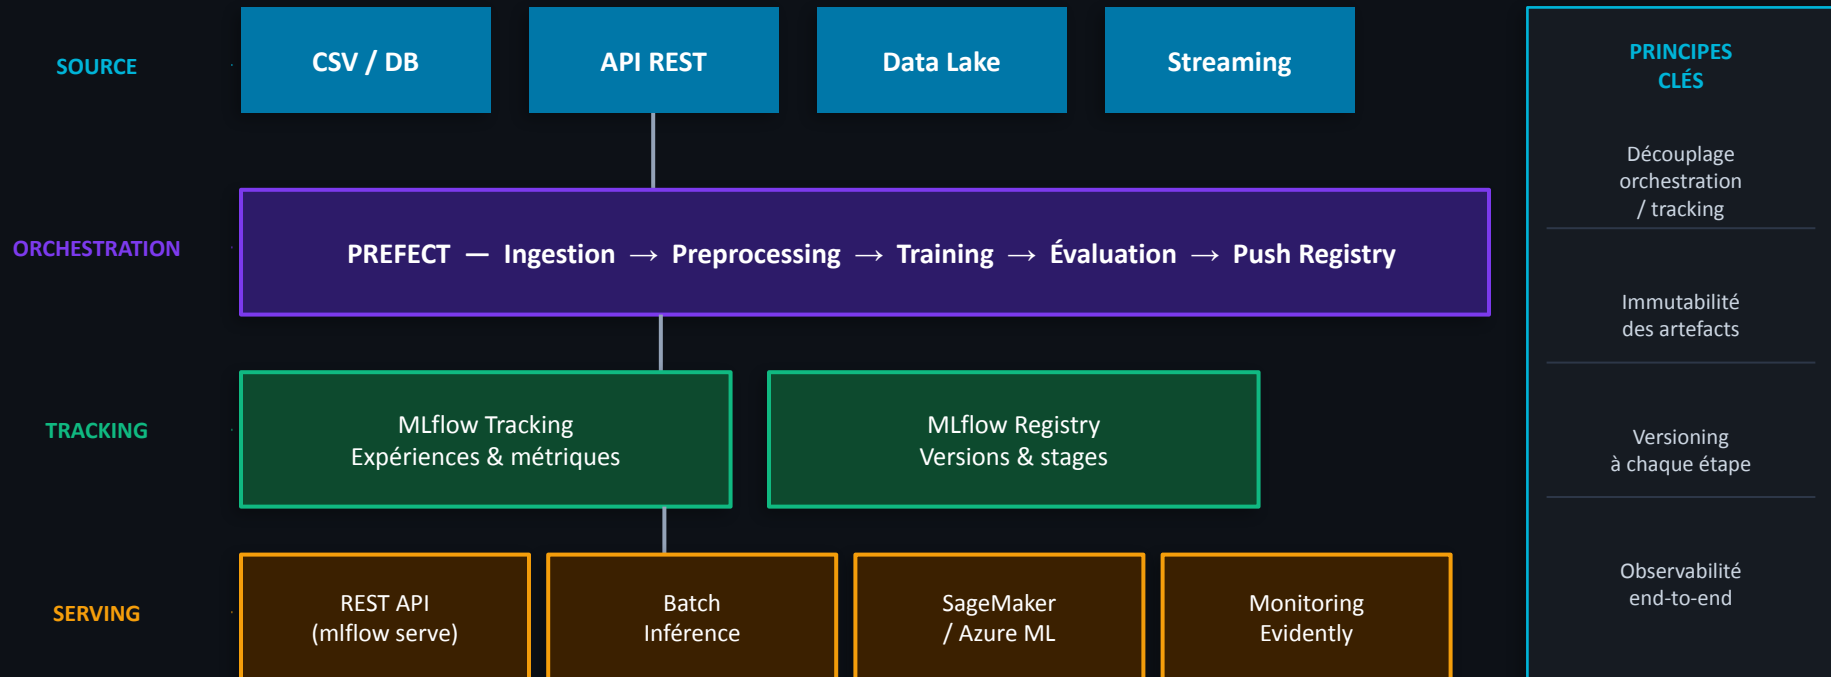 SOURCE
CSV / DB
API REST
Data Lake
Streaming
ORCHESTRATION
PREFECT — Ingestion → Preprocessing → Training → Évaluation → Push Registry
TRACKING
MLflow Tracking
Expériences & métriques
MLflow Registry
Versions & stages
SERVING
REST API
(mlflow serve)
Batch
Inférence
SageMaker
/ Azure ML
Monitoring
Evidently
PRINCIPES
CLÉS
Découplage
orchestration
/ tracking
Immutabilité
des artefacts
Versioning
à chaque étape
Observabilité
end-to-end